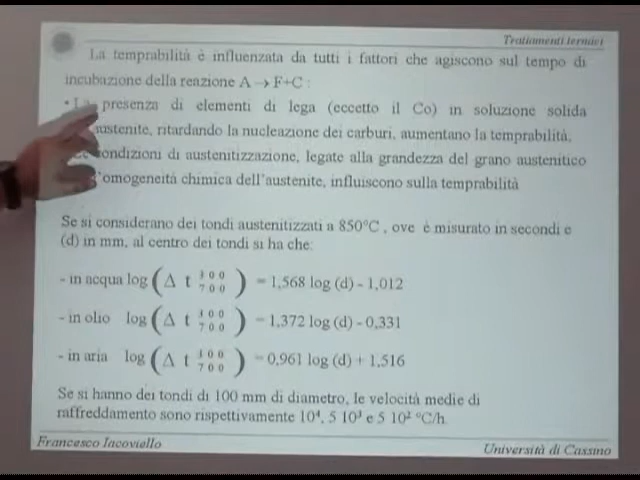 Trattamenti termici
La temprabilità è influenzata da tutti i fattori che agiscono sul tempo di
incubazione della reazione A → F+C :
• La presenza di elementi di lega (eccetto il Co) in soluzione solida
austenite, ritardando la nucleazione dei carburi, aumentano la temprabilità.
condizioni di austenitizzazione, legate alla grandezza del grano austenitico
l'omogeneità chimica dell'austenite, influiscono sulla temprabilità
Se si considerano dei tondi austenitizzati a 850°C , ove è misurato in secondi e
(d) in mm, al centro dei tondi si ha che:
- in acqua log ( Δ t 300 700 ) = 1,568 log (d) - 1,012
- in olio log ( Δ t 300 700 ) = 1,372 log (d) - 0,331
- in aria log ( Δ t 300 700 ) = 0,961 log (d) + 1,516
Se si hanno dei tondi di 100 mm di diametro, le velocità medie di
raffreddamento sono rispettivamente 10⁴, 5 10³ e 5 10² °C/h.
Francesco Iacoviello
Università di Cassino